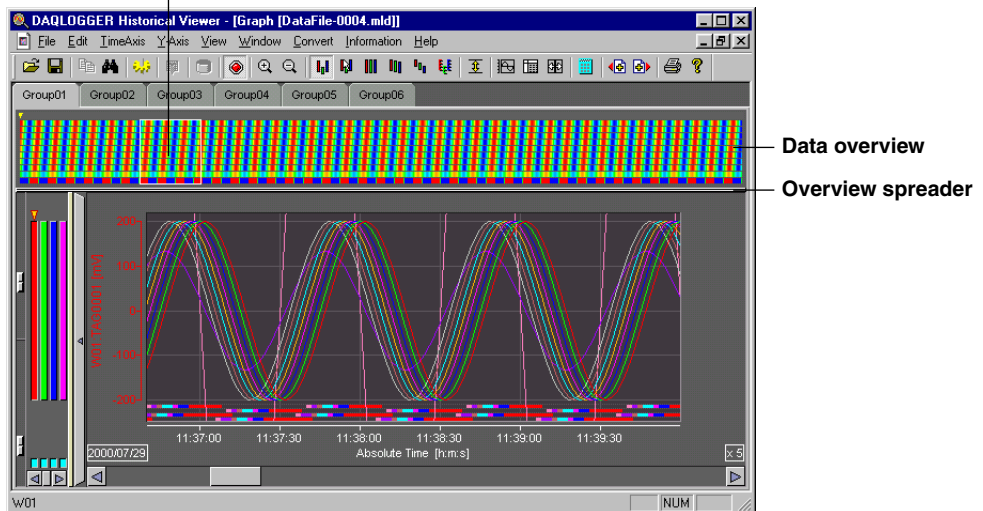 DAQLOGGER Historical Viewer - [Graph [DataFile-0004.mld]]
File Edit TimeAxis Y-Axis View Window Convert Information Help
Group01 Group02 Group03 Group04 Group05 Group06
Data overview
Overview spreader
W01:TAG0001 [mV]
200
100
0
-100
-200
11:37:00 11:37:30 11:38:00 11:38:30 11:39:00 11:39:30
2000/07/29 Absolute Time [h:m:s] x 5
W01 NUM